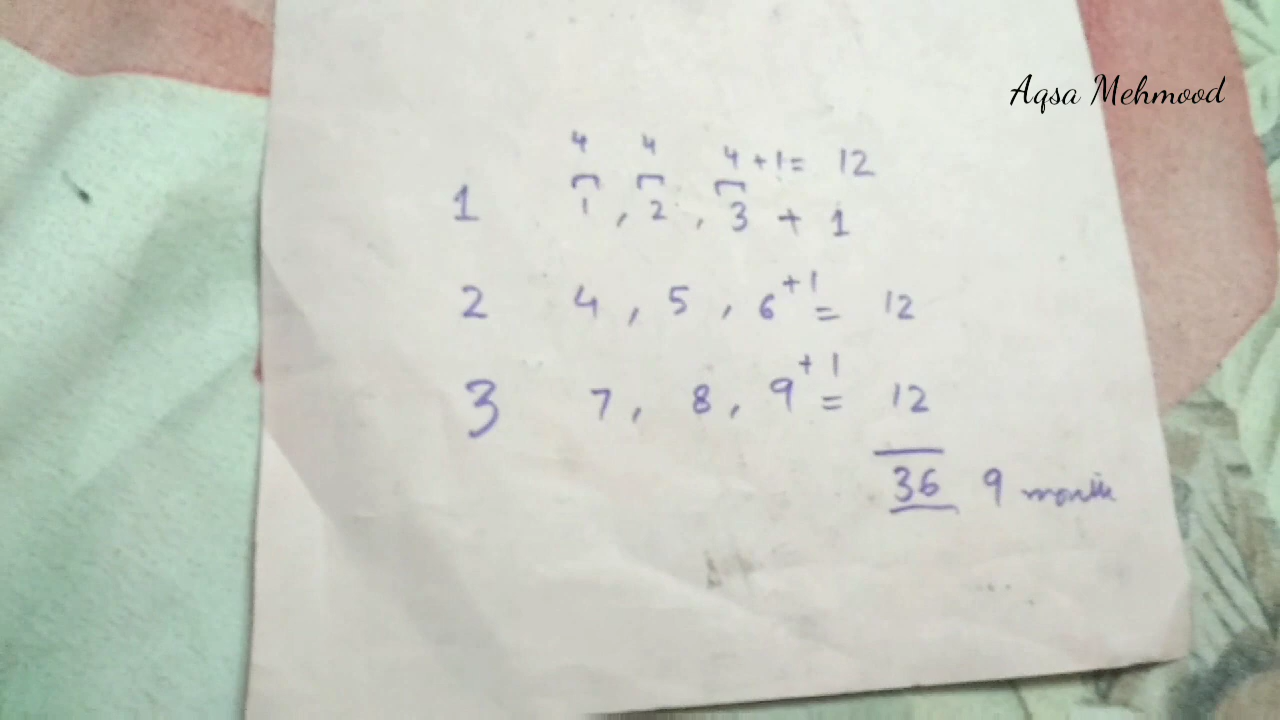 Aqsa Mehmood
4 4 4 + 1 = 12
1 1 , 2 , 3 + 1
2 4 , 5 , 6 +1 = 12
3 7 , 8 , 9 +1 = 12
36 9 month